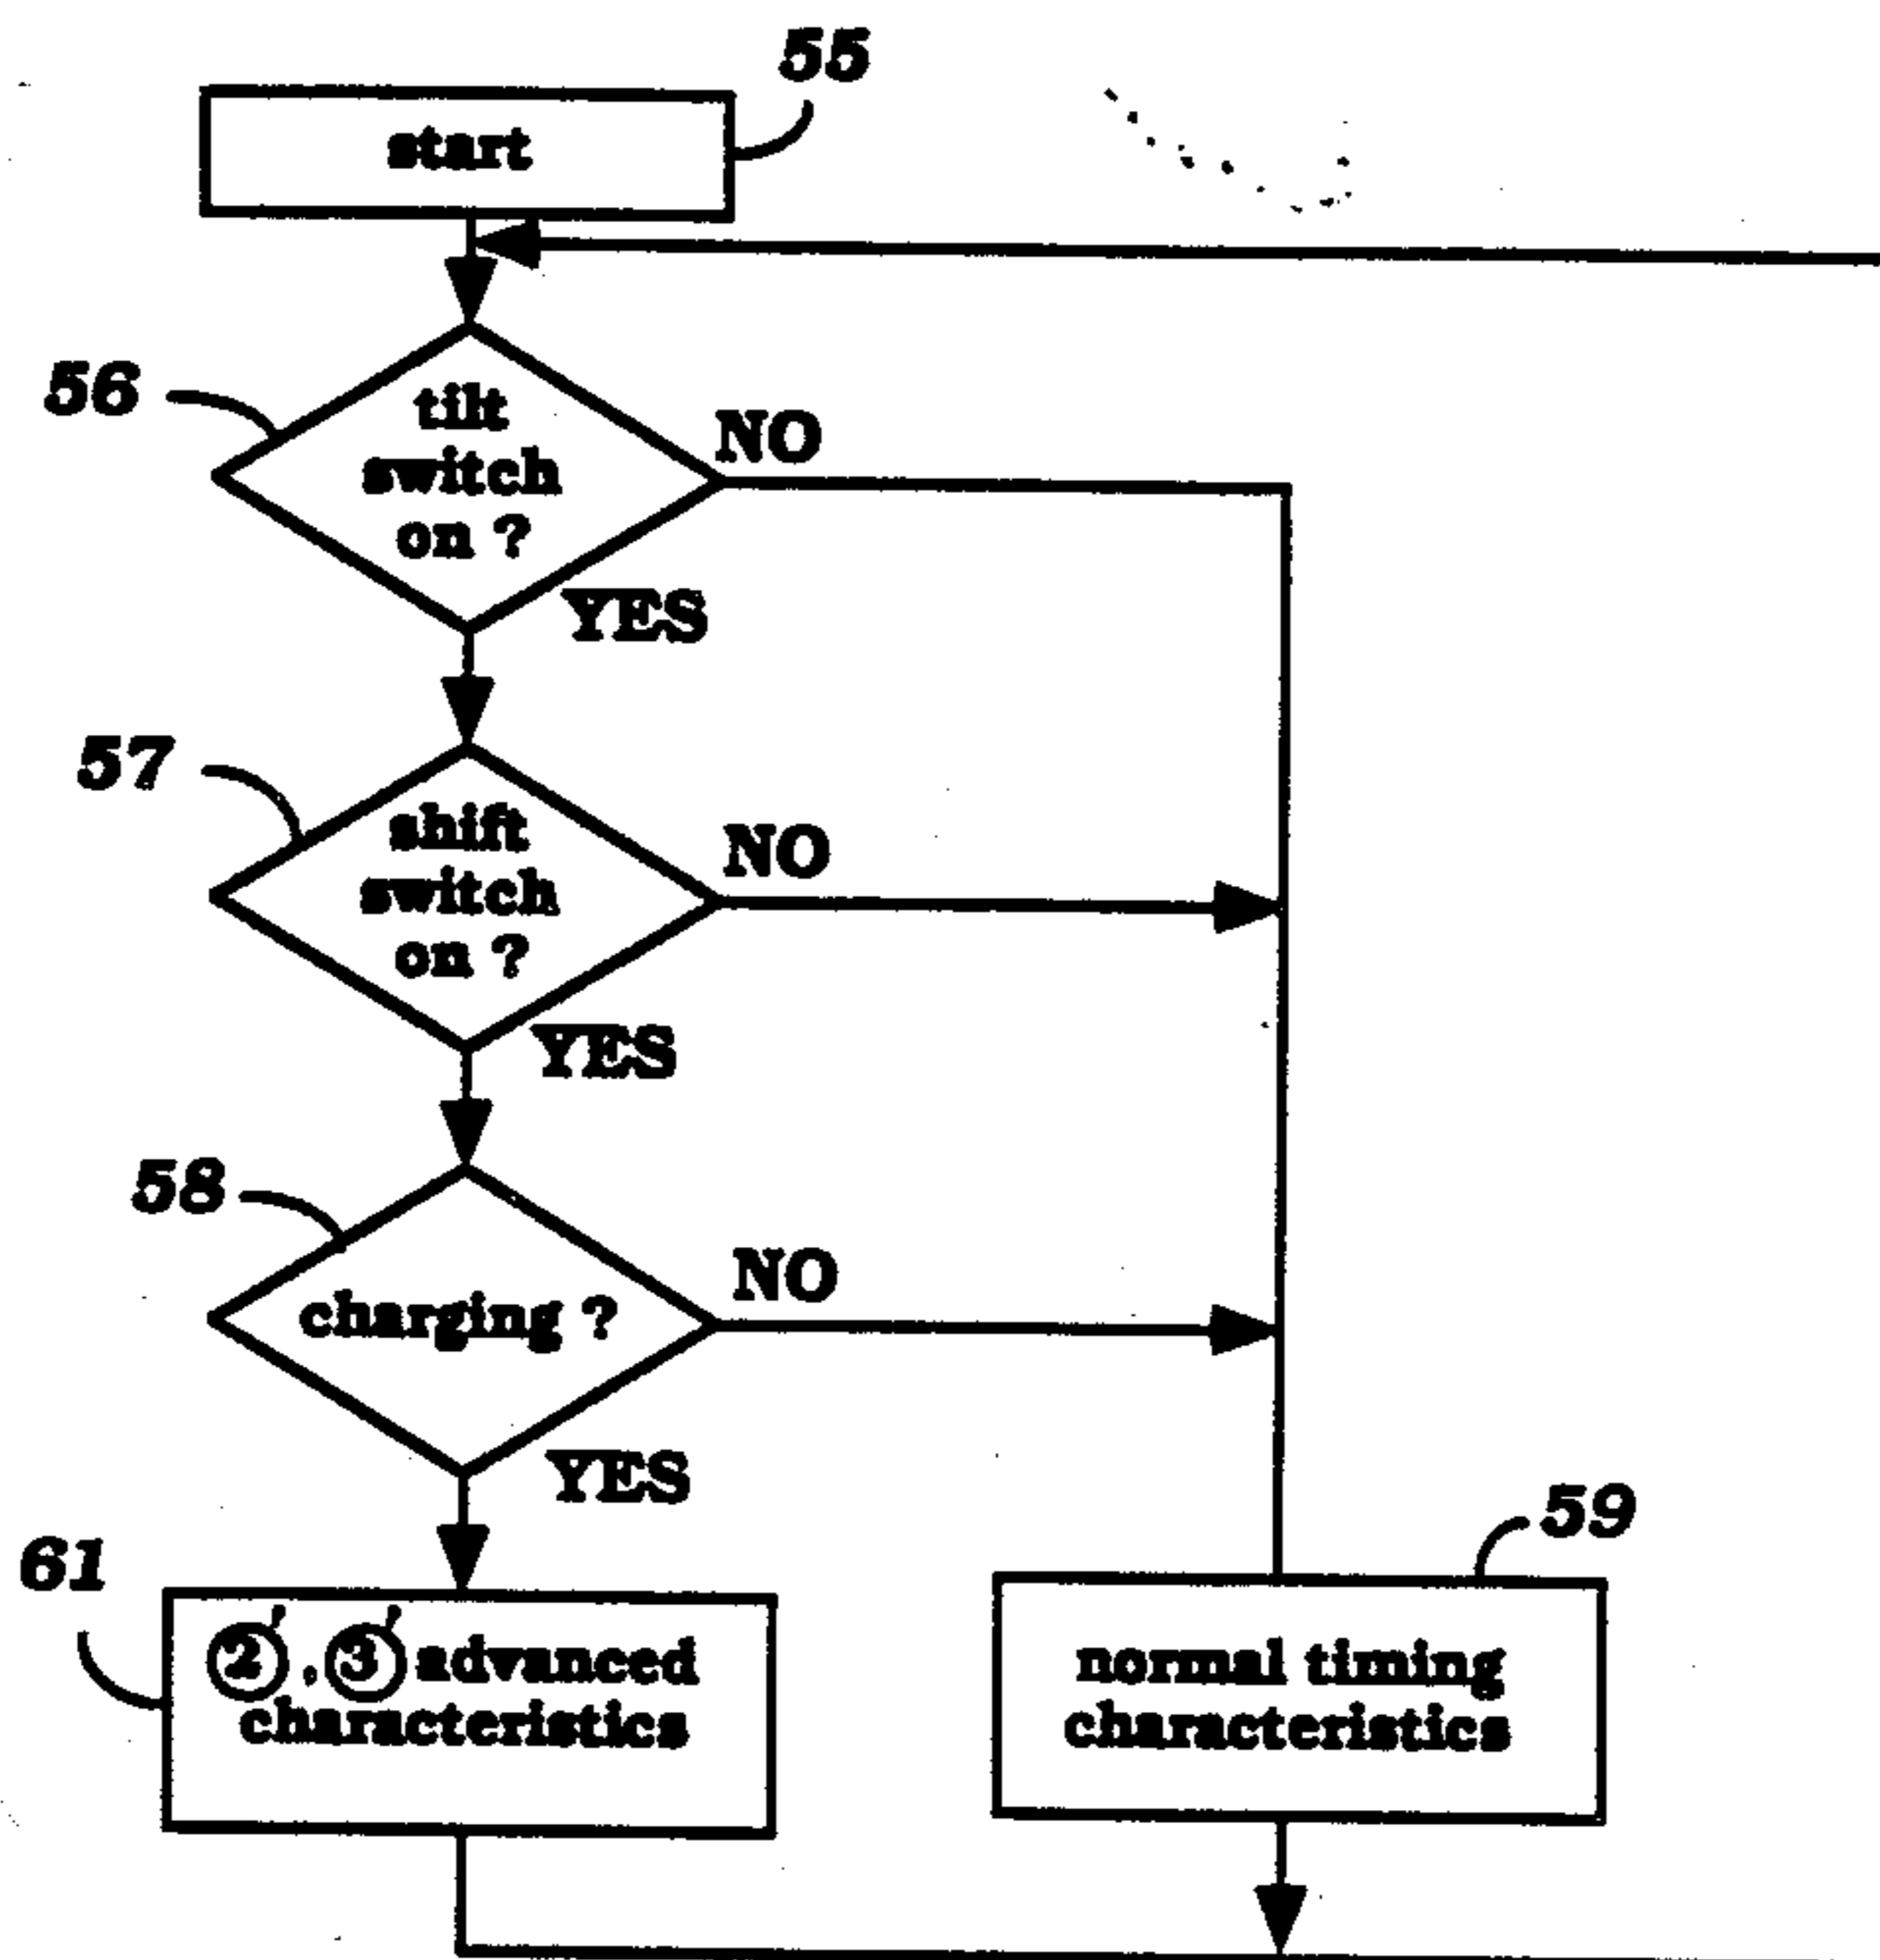 55
start
56
tilt
switch
on ?
NO
YES
57
shift
switch
on ?
NO
YES
58
charging ?
NO
YES
61
②′, ③′ advanced
characteristics
59
normal timing
characteristics